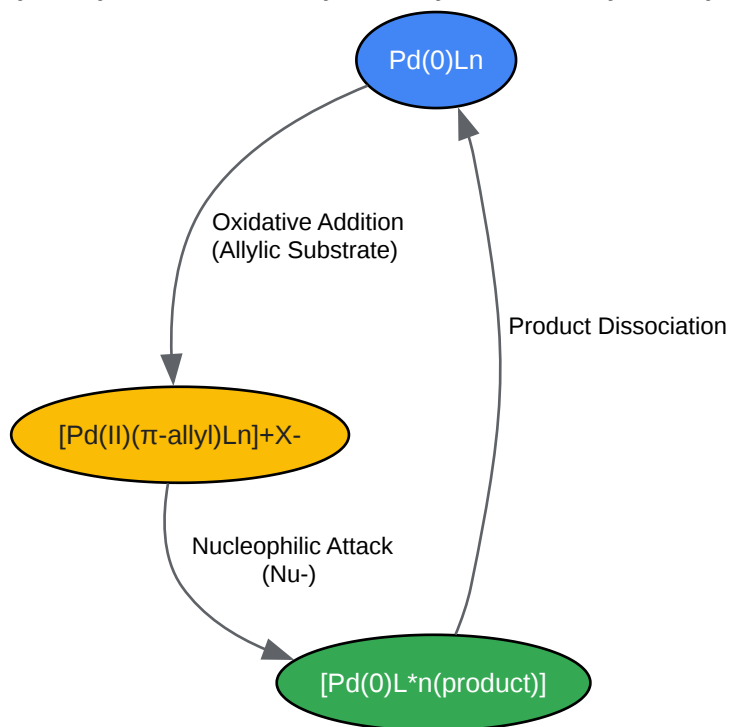 Pd(0)Ln
Oxidative Addition
(Allylic Substrate)
Product Dissociation
[Pd(II)(π-allyl)Ln]+X-
Nucleophilic Attack
(Nu-)
[Pd(0)L*n(product)]